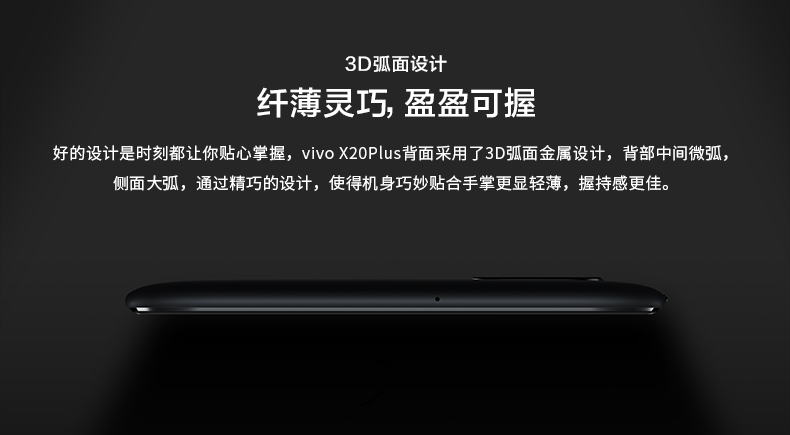 3D弧面设计
纤薄灵巧, 盈盈可握
好的设计是时刻都让你贴心掌握，vivo X20Plus背面采用了3D弧面金属设计，背部中间微弧，
侧面大弧，通过精巧的设计，使得机身巧妙贴合手掌更显轻薄，握持感更佳。